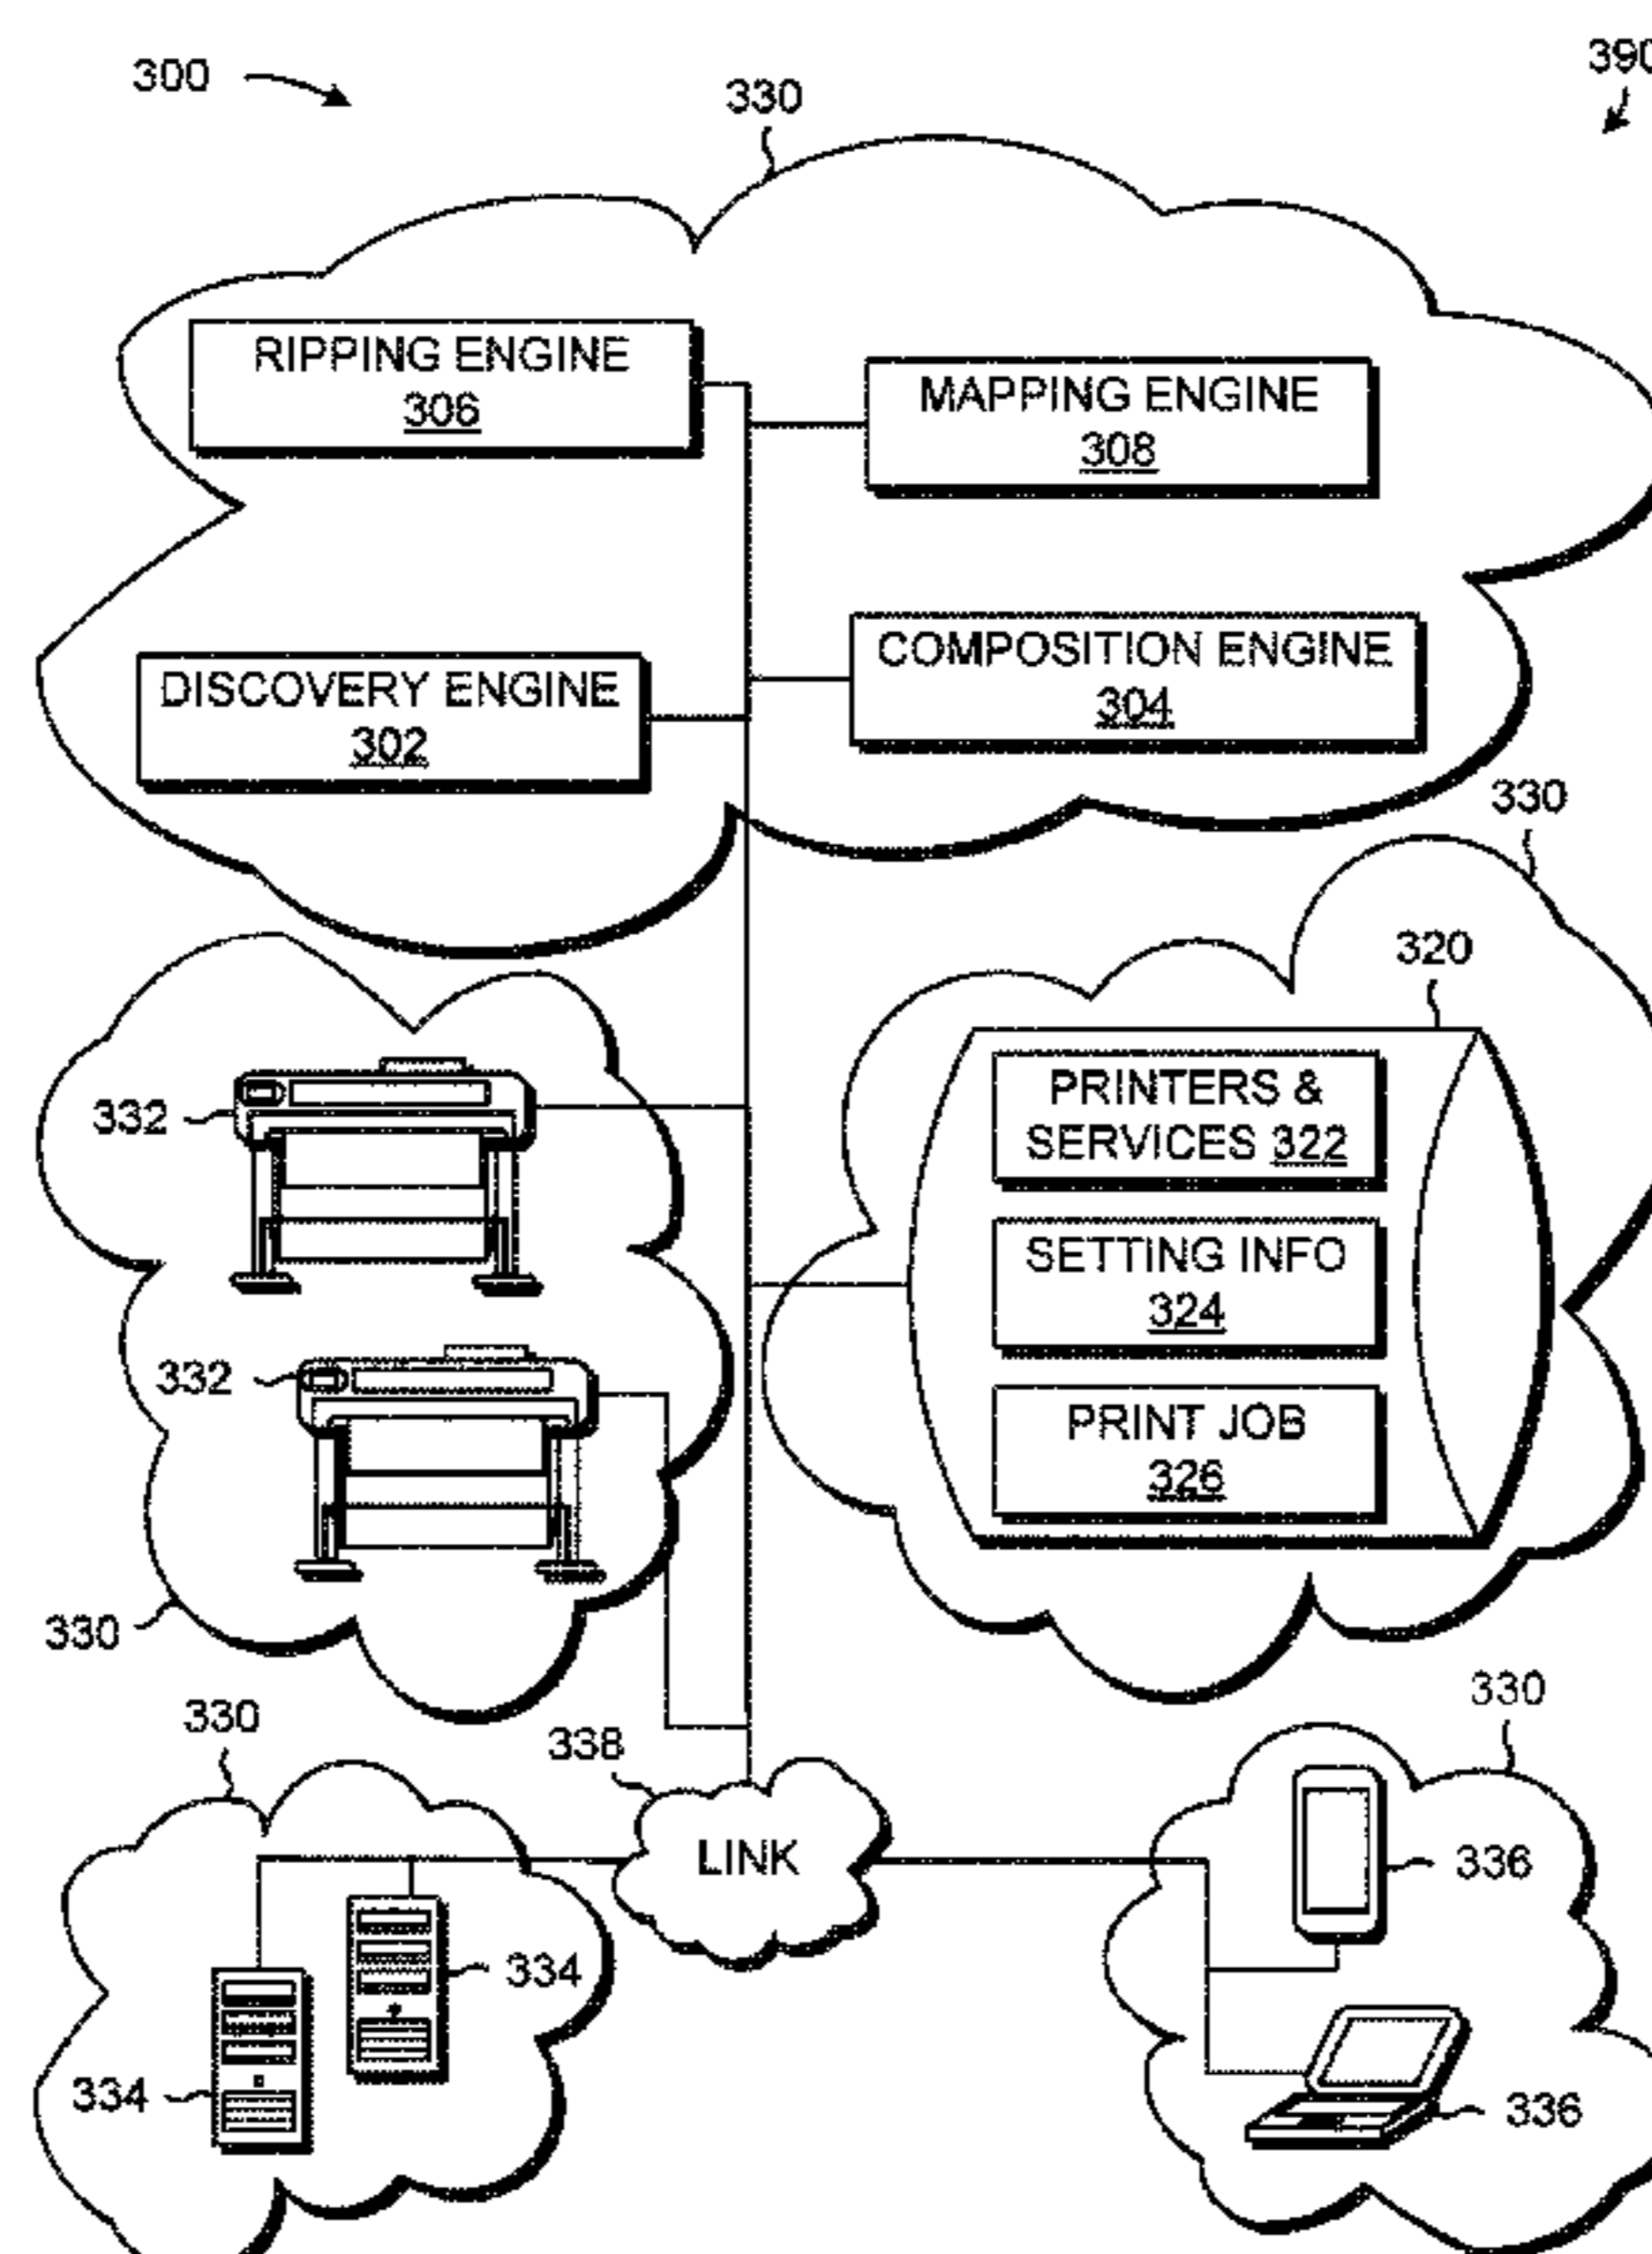 300
390
330
RIPPING ENGINE
306
MAPPING ENGINE
308
COMPOSITION ENGINE
304
DISCOVERY ENGINE
302
330
320
PRINTERS &
SERVICES 322
332
SETTING INFO
324
332
PRINT JOB
326
330
330
338
330
LINK
336
334
334
336